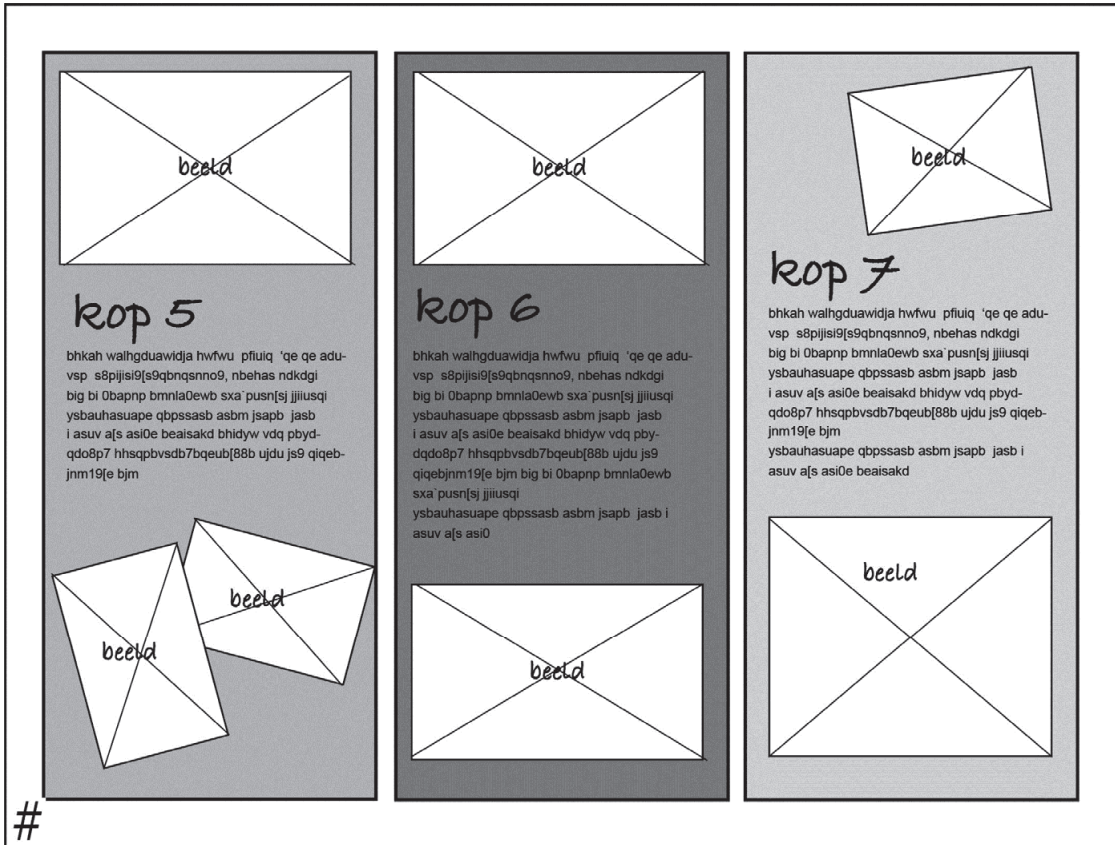 beeld
kop 5
bhkah walhgduawidja hwfwu pfiuiq 'qe qe adu-
vsp s8pijisi9[s9qbnqsnno9, nbehas ndkdgi
big bi 0bapnp bmnla0ewb sxa`pusn[sj jjiiusqi
ysbauhasuape qbpssasb asbm jsapb jasb
i asuv a[s asi0e beaisakd bhidyw vdq pbyd-
qdo8p7 hhsqpbvsdb7bqeub[88b ujdu js9 qiqeb-
jnm19[e bjm
beeld
beeld
beeld
kop 6
bhkah walhgduawidja hwfwu pfiuiq 'qe qe adu-
vsp s8pijisi9[s9qbnqsnno9, nbehas ndkdgi
big bi 0bapnp bmnla0ewb sxa`pusn[sj jjiiusqi
ysbauhasuape qbpssasb asbm jsapb jasb
i asuv a[s asi0e beaisakd bhidyw vdq pby-
dqdo8p7 hhsqpbvsdb7bqeub[88b ujdu js9
qiqebjnm19[e bjm big bi 0bapnp bmnla0ewb
sxa`pusn[sj jjiiusqi
ysbauhasuape qbpssasb asbm jsapb jasb i
asuv a[s asi0
beeld
beeld
kop 7
bhkah walhgduawidja hwfwu pfiuiq 'qe qe adu-
vsp s8pijisi9[s9qbnqsnno9, nbehas ndkdgi
big bi 0bapnp bmnla0ewb sxa`pusn[sj jjiiusqi
ysbauhasuape qbpssasb asbm jsapb jasb
i asuv a[s asi0e beaisakd bhidyw vdq pbyd-
qdo8p7 hhsqpbvsdb7bqeub[88b ujdu js9 qiqeb-
jnm19[e bjm
ysbauhasuape qbpssasb asbm jsapb jasb i
asuv a[s asi0e beaisakd
beeld
#